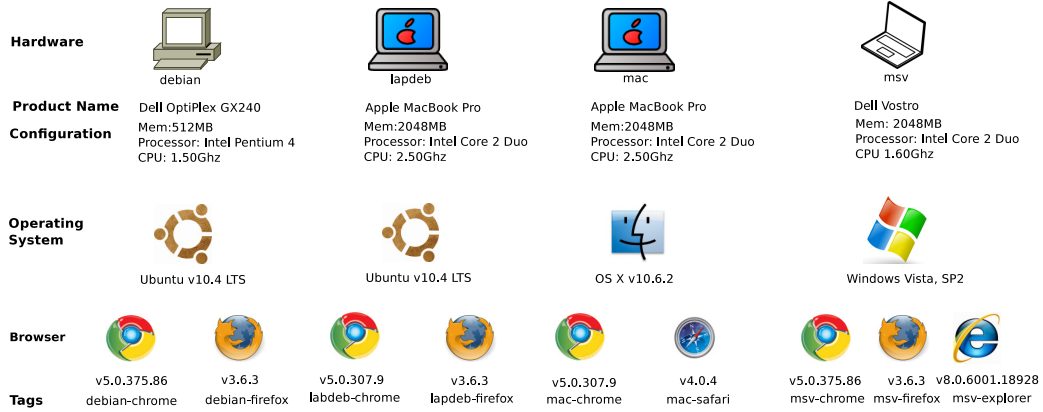 Hardware
debian lapdeb mac msv
Product Name Dell OptiPlex GX240 Apple MacBook Pro Apple MacBook Pro Dell Vostro
Configuration Mem:512MB Mem:2048MB Mem:2048MB Mem: 2048MB
Processor: Intel Pentium 4 Processor: Intel Core 2 Duo Processor: Intel Core 2 Duo Processor: Intel Core 2 Duo
CPU: 1.50Ghz CPU: 2.50Ghz CPU: 2.50Ghz CPU 1.60Ghz
Operating
System
Ubuntu v10.4 LTS Ubuntu v10.4 LTS OS X v10.6.2 Windows Vista, SP2
Browser
v5.0.375.86 v3.6.3 v5.0.307.9 v3.6.3 v5.0.307.9 v4.0.4 v5.0.375.86 v3.6.3 v8.0.6001.18928
Tags debian-chrome debian-firefox labdeb-chrome lapdeb-firefox mac-chrome mac-safari msv-chrome msv-firefox msv-explorer